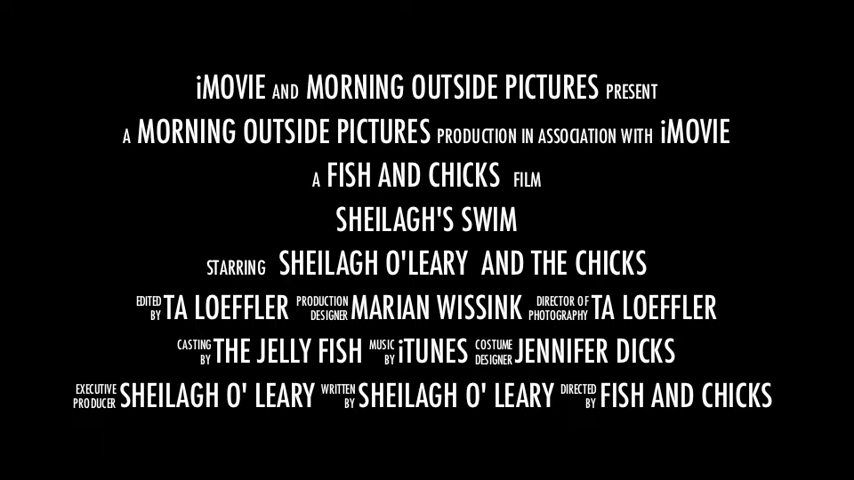 iMOVIE AND MORNING OUTSIDE PICTURES PRESENT
A MORNING OUTSIDE PICTURES PRODUCTION IN ASSOCIATION WITH iMOVIE
A FISH AND CHICKS FILM
SHEILAGH'S SWIM
STARRING SHEILAGH O'LEARY AND THE CHICKS
EDITED BY TA LOEFFLER PRODUCTION DESIGNER MARIAN WISSINK DIRECTOR OF PHOTOGRAPHY TA LOEFFLER
CASTING BY THE JELLY FISH MUSIC BY iTUNES COSTUME DESIGNER JENNIFER DICKS
EXECUTIVE PRODUCER SHEILAGH O' LEARY WRITTEN BY SHEILAGH O' LEARY DIRECTED BY FISH AND CHICKS